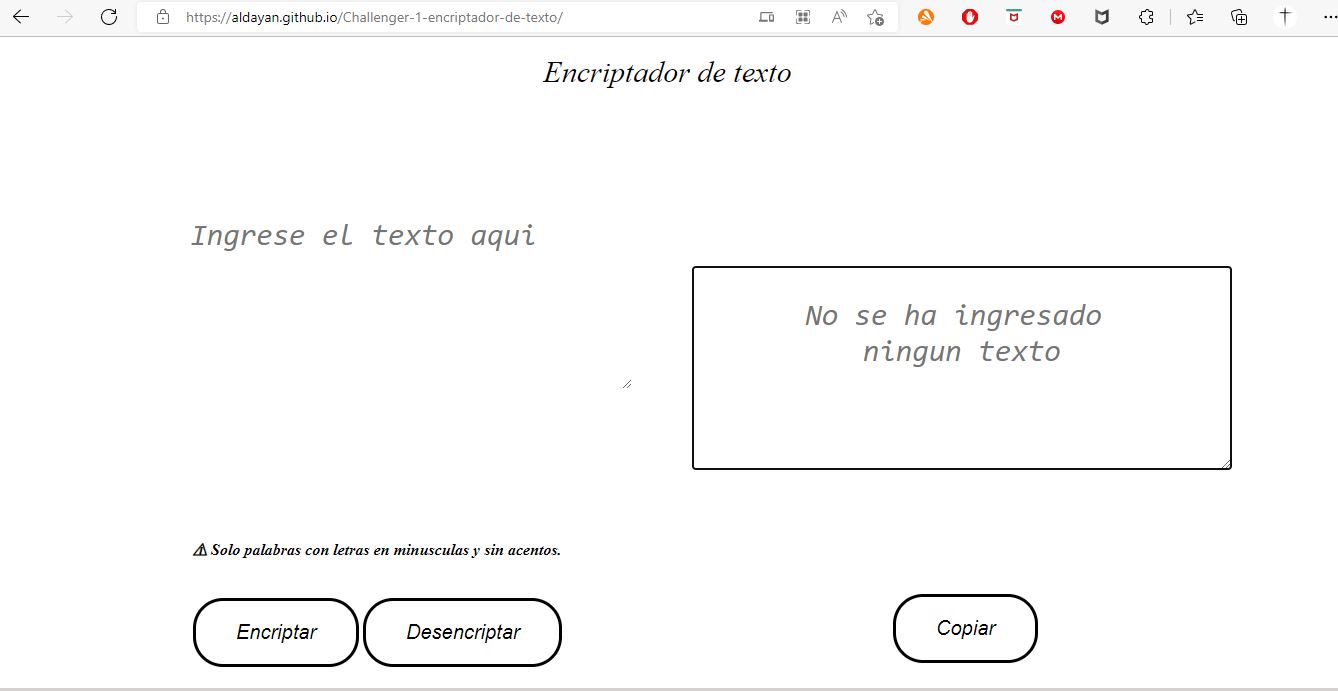 https://aldayan.github.io/Challenger-1-encriptador-de-texto/
Encriptador de texto
Ingrese el texto aqui
No se ha ingresado
ningun texto
⚠ Solo palabras con letras en minusculas y sin acentos.
Encriptar
Desencriptar
Copiar